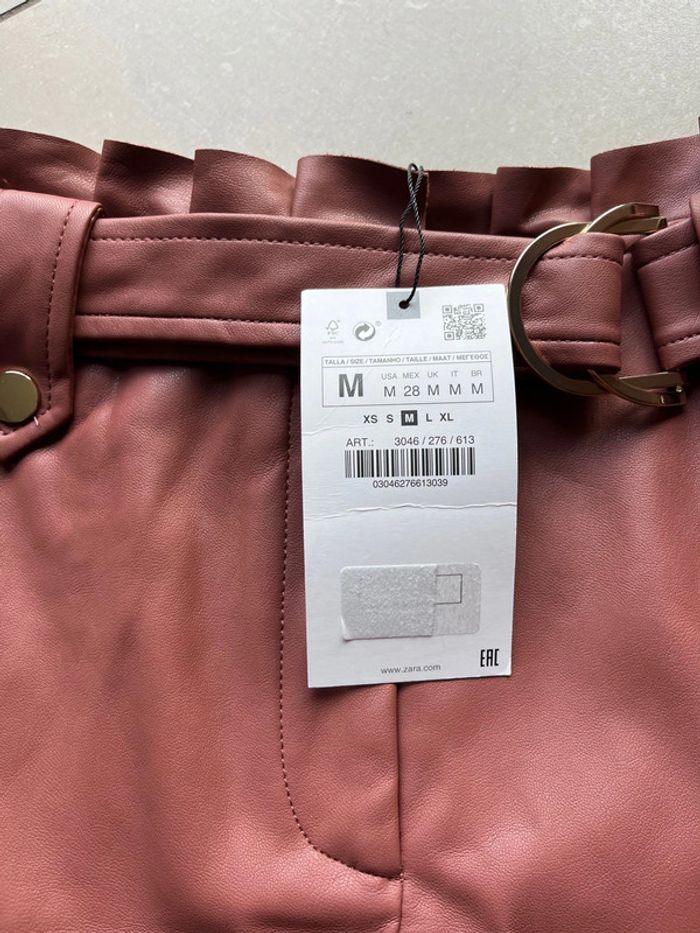 FSC
TALLA / SIZE / TAMANHO / TAILLE / MAAT / ΜΕΓΕΘΟΣ
M
USA MEX UK IT BR
M 28 M M M
XS S M L XL
ART.: 3046 / 276 / 613
03046276613039
www.zara.com
EAC